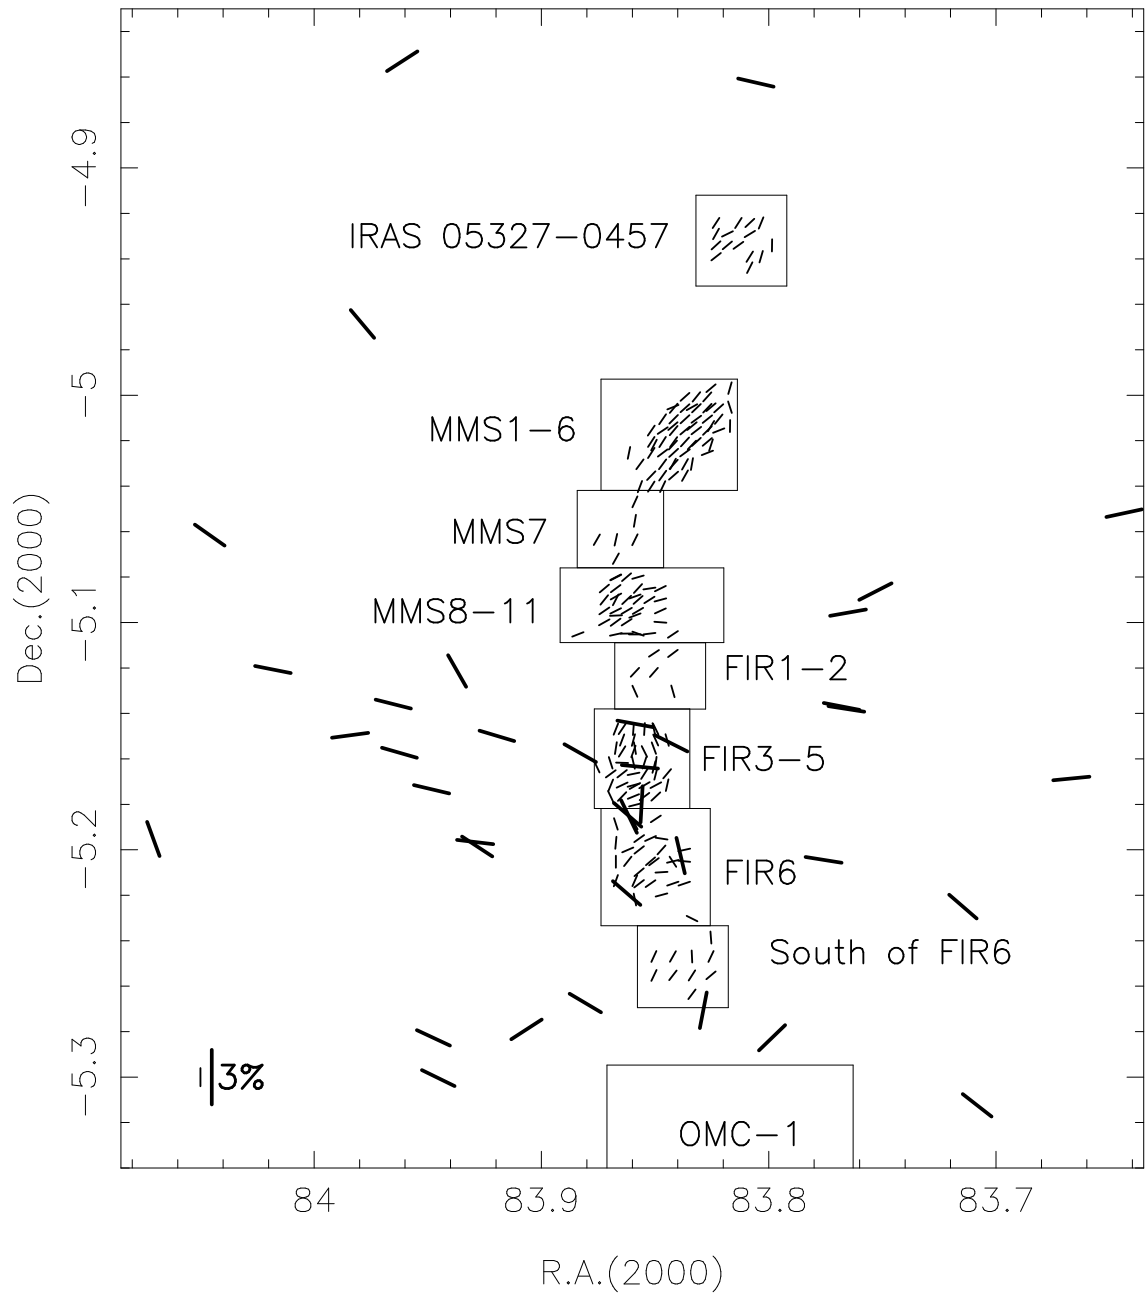 −4.9
IRAS 05327−0457
−5
MMS1−6
MMS7
Dec.(2000)
−5.1
MMS8−11
FIR1−2
FIR3−5
−5.2
FIR6
South of FIR6
−5.3
3%
OMC−1
84
83.9
83.8
83.7
R.A.(2000)